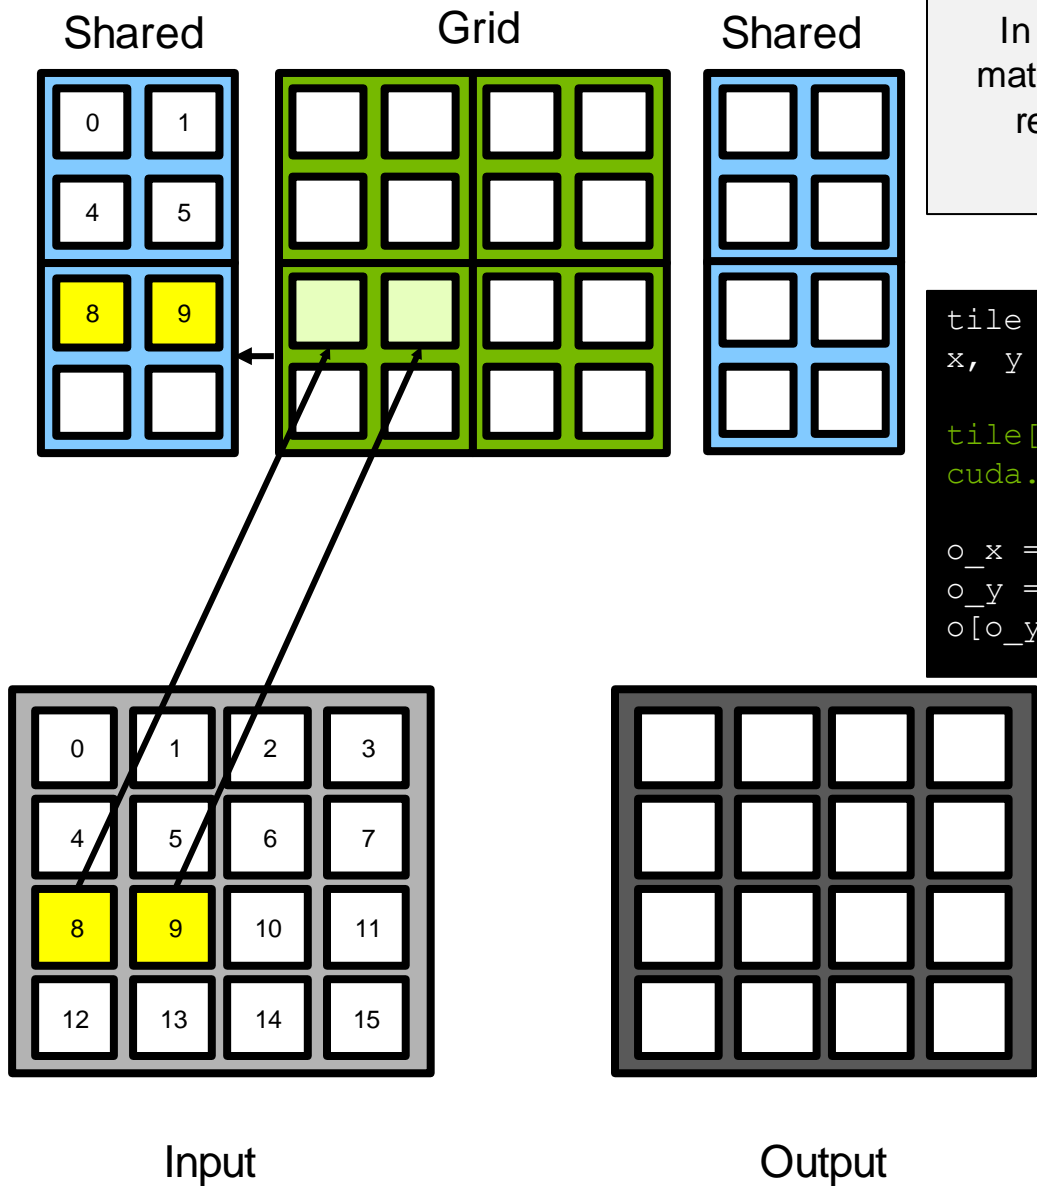 Shared
Grid
Shared
In
mat
re
0 1
4 5
8 9
tile
x, y
tile[
cuda.
o_x =
o_y =
o[o_y
0 1 2 3
4 5 6 7
8 9 10 11
12 13 14 15
Input
Output